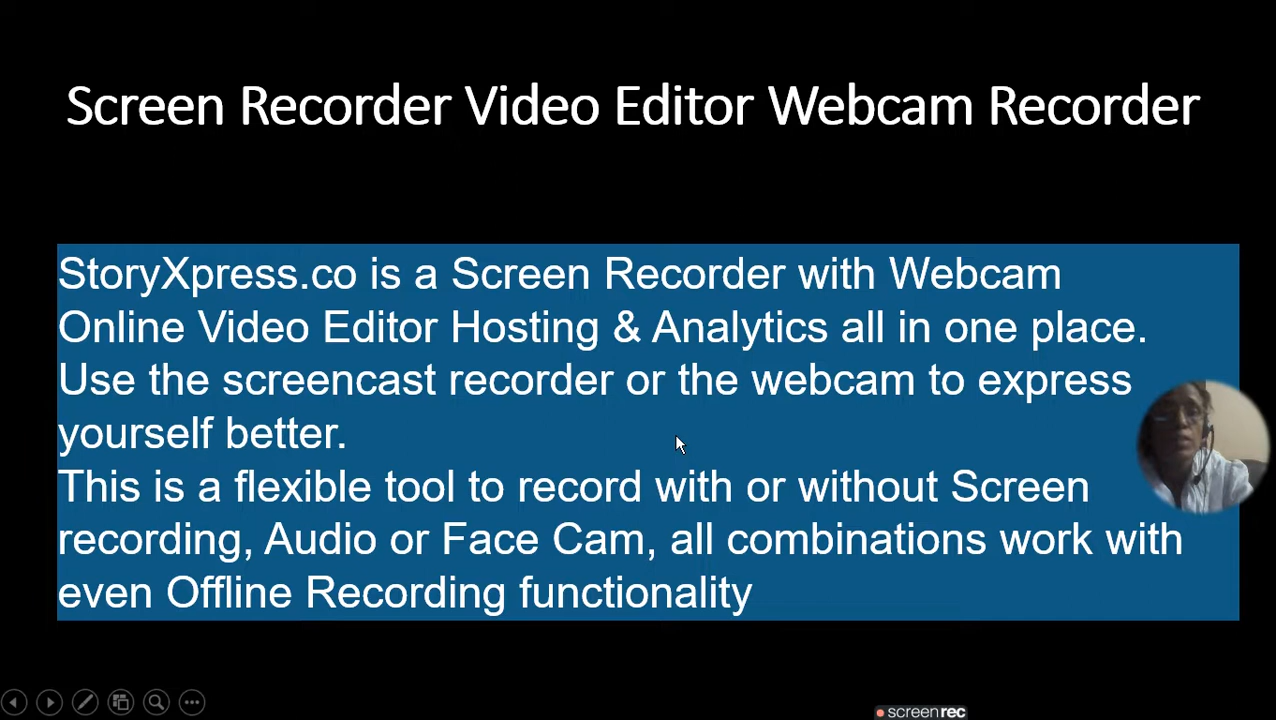 Screen Recorder Video Editor Webcam Recorder
StoryXpress.co is a Screen Recorder with Webcam
Online Video Editor Hosting & Analytics all in one place.
Use the screencast recorder or the webcam to express
yourself better.
This is a flexible tool to record with or without Screen
recording, Audio or Face Cam, all combinations work with
even Offline Recording functionality
screenrec